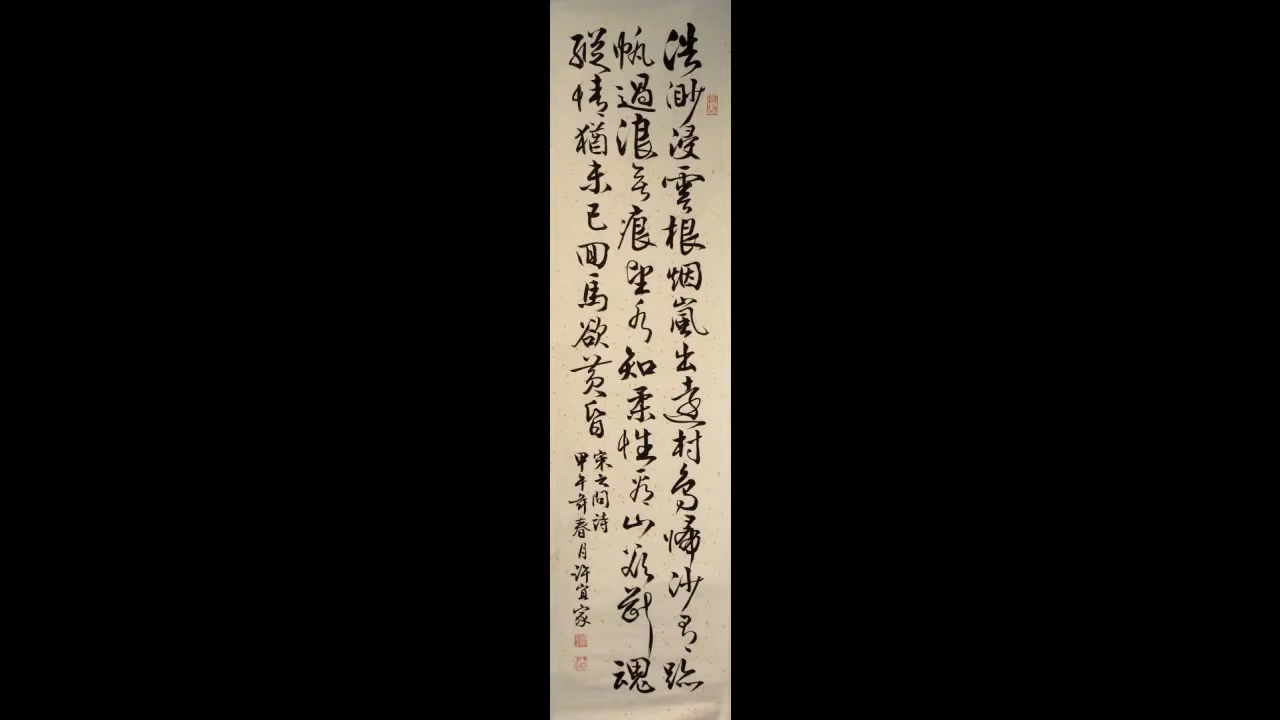 浩渺浸雲根烟嵐出遠村鳥歸沙有跡
帆過浪無痕望水知柔性看山欲斷魂
縱情猶未已回馬欲黃昏
宋之問詩
甲午年春月許宜家